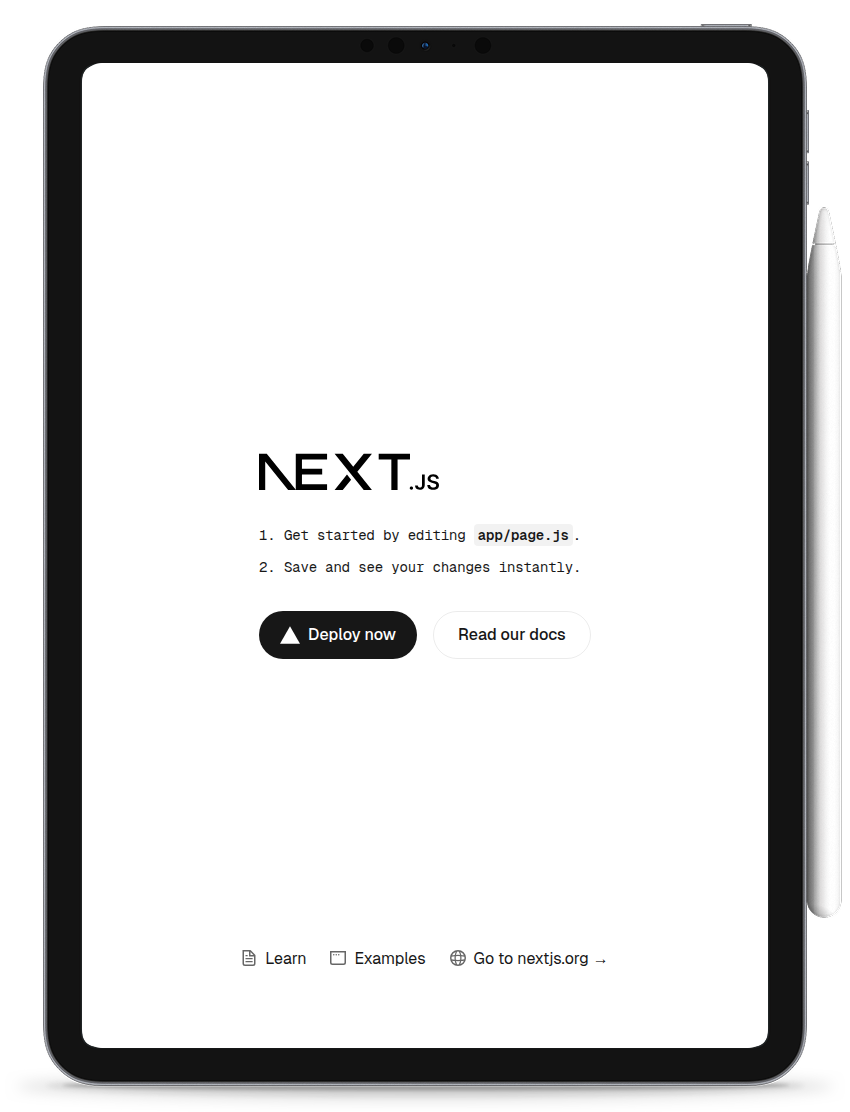 NEXT.JS
1. Get started by editing app/page.js.
2. Save and see your changes instantly.
Deploy now
Read our docs
Learn
Examples
Go to nextjs.org →